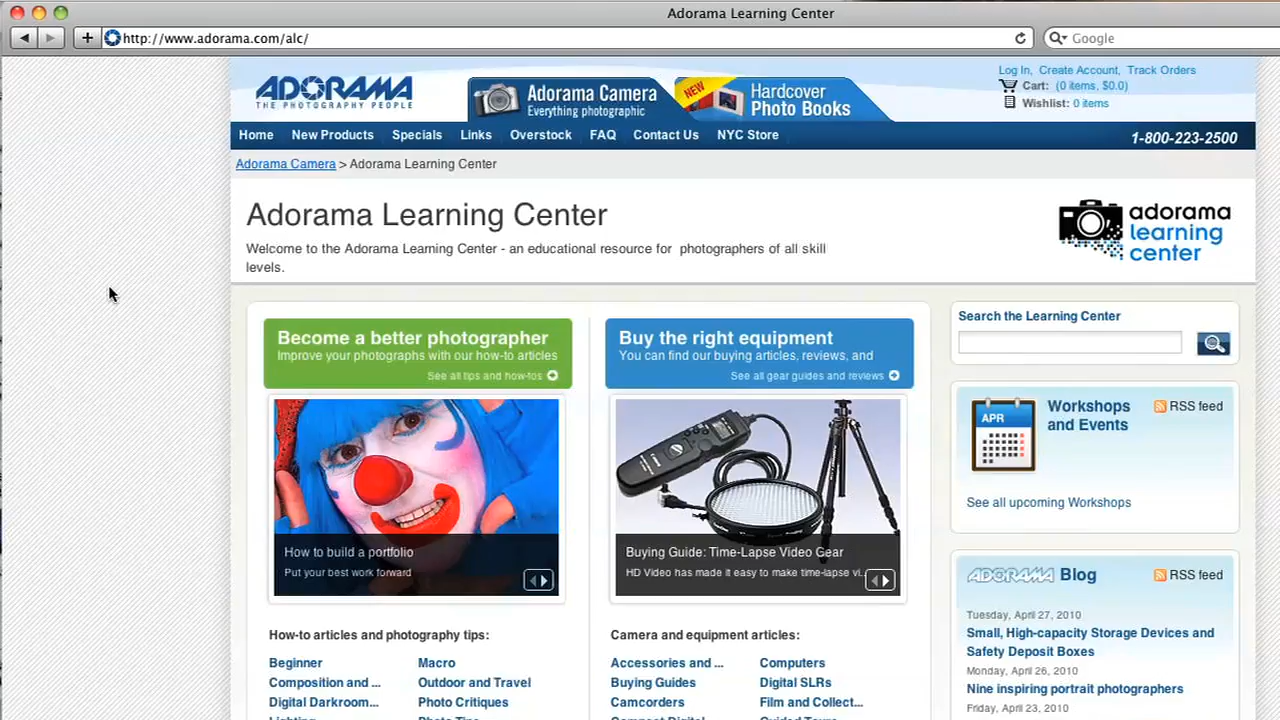 Adorama Learning Center
http://www.adorama.com/alc/
Google
ADORAMA
THE PHOTOGRAPHY PEOPLE
Adorama Camera
Everything photographic
NEW
Hardcover
Photo Books
Log In, Create Account, Track Orders
Cart: (0 items, $0.0)
Wishlist: 0 items
Home New Products Specials Links Overstock FAQ Contact Us NYC Store
1-800-223-2500
Adorama Camera > Adorama Learning Center
Adorama Learning Center
Welcome to the Adorama Learning Center - an educational resource for photographers of all skill
levels.
adorama
learning
center
Become a better photographer
Improve your photographs with our how-to articles
See all tips and how-tos
Buy the right equipment
You can find our buying articles, reviews, and
See all gear guides and reviews
How to build a portfolio
Put your best work forward
Buying Guide: Time-Lapse Video Gear
HD Video has made it easy to make time-lapse vi...
How-to articles and photography tips:
Beginner Macro
Composition and ... Outdoor and Travel
Digital Darkroom... Photo Critiques
Camera and equipment articles:
Accessories and ... Computers
Buying Guides Digital SLRs
Camcorders Film and Collect...
Search the Learning Center
APR
Workshops
and Events
RSS feed
See all upcoming Workshops
ADORAMA Blog
RSS feed
Tuesday, April 27, 2010
Small, High-capacity Storage Devices and
Safety Deposit Boxes
Monday, April 26, 2010
Nine inspiring portrait photographers
Friday, April 23, 2010